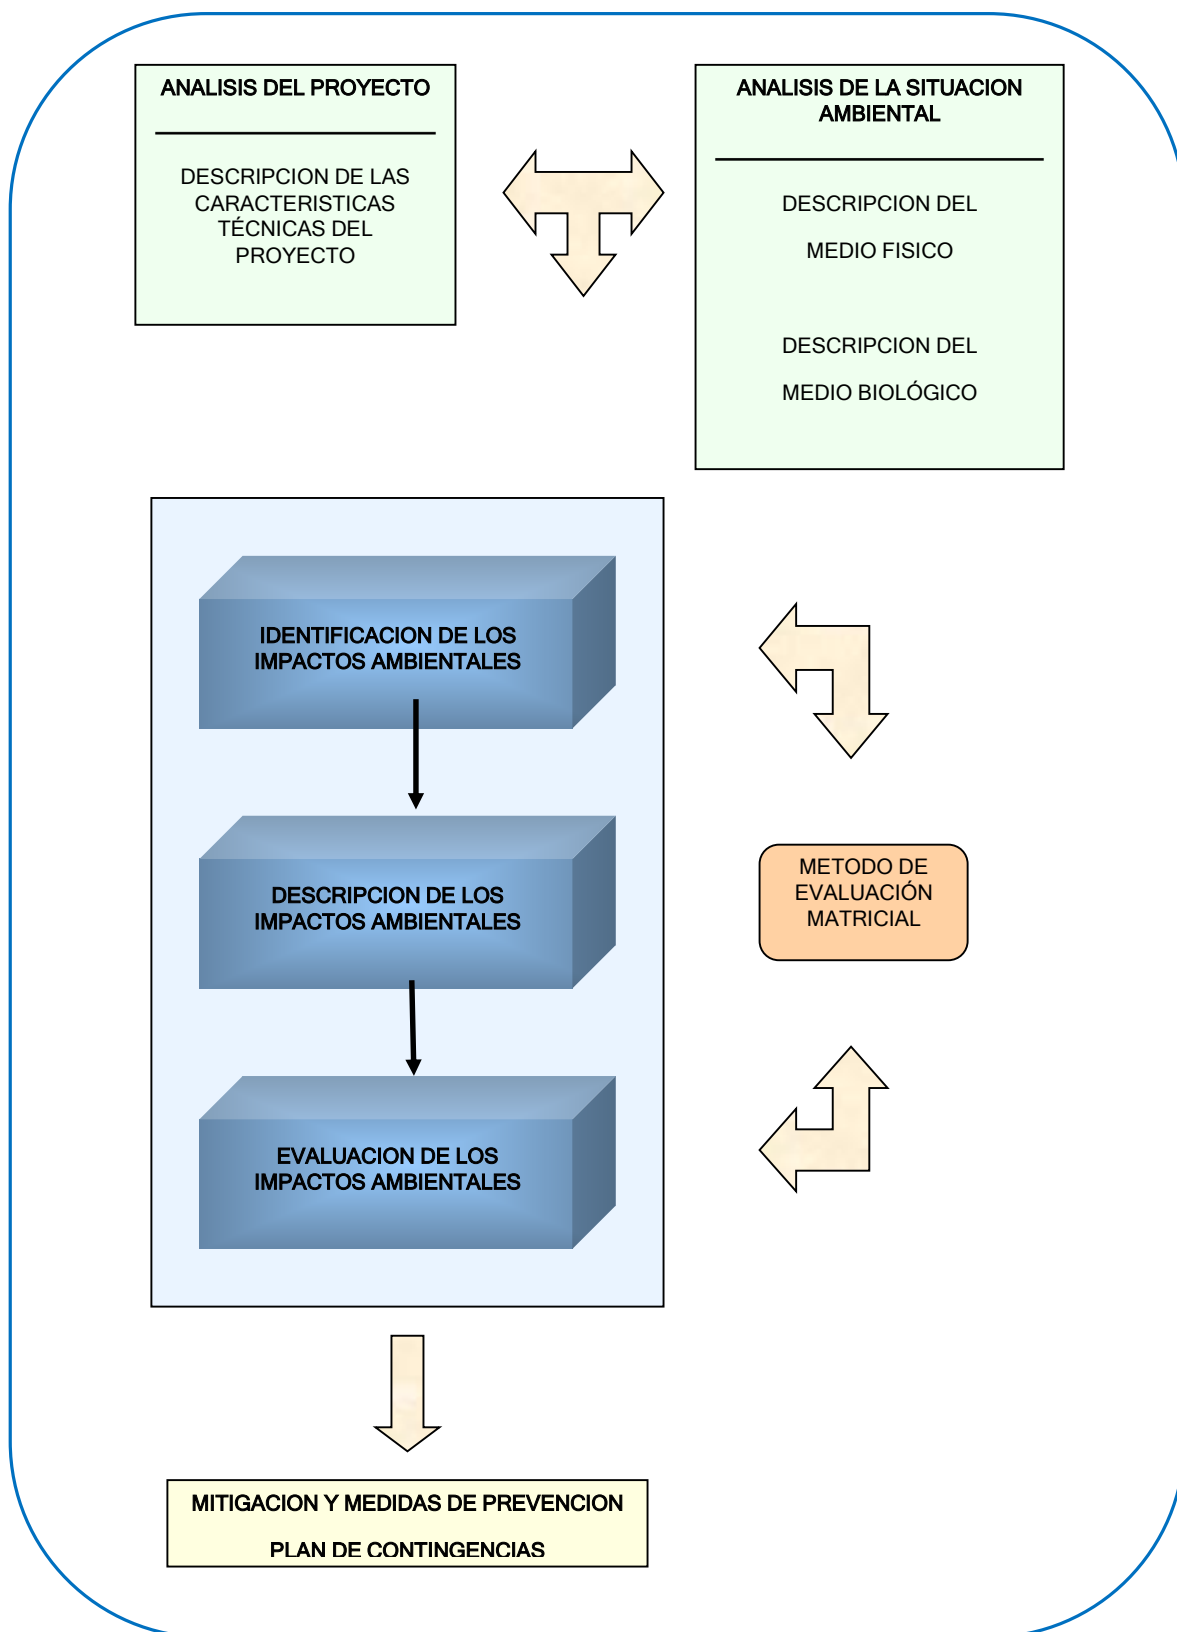 ANALISIS DEL PROYECTO
DESCRIPCION DE LAS
CARACTERISTICAS
TÉCNICAS DEL
PROYECTO
ANALISIS DE LA SITUACION
AMBIENTAL
DESCRIPCION DEL
MEDIO FISICO
DESCRIPCION DEL
MEDIO BIOLÓGICO
IDENTIFICACION DE LOS
IMPACTOS AMBIENTALES
DESCRIPCION DE LOS
IMPACTOS AMBIENTALES
METODO DE
EVALUACIÓN
MATRICIAL
EVALUACION DE LOS
IMPACTOS AMBIENTALES
MITIGACION Y MEDIDAS DE PREVENCION
PLAN DE CONTINGENCIAS